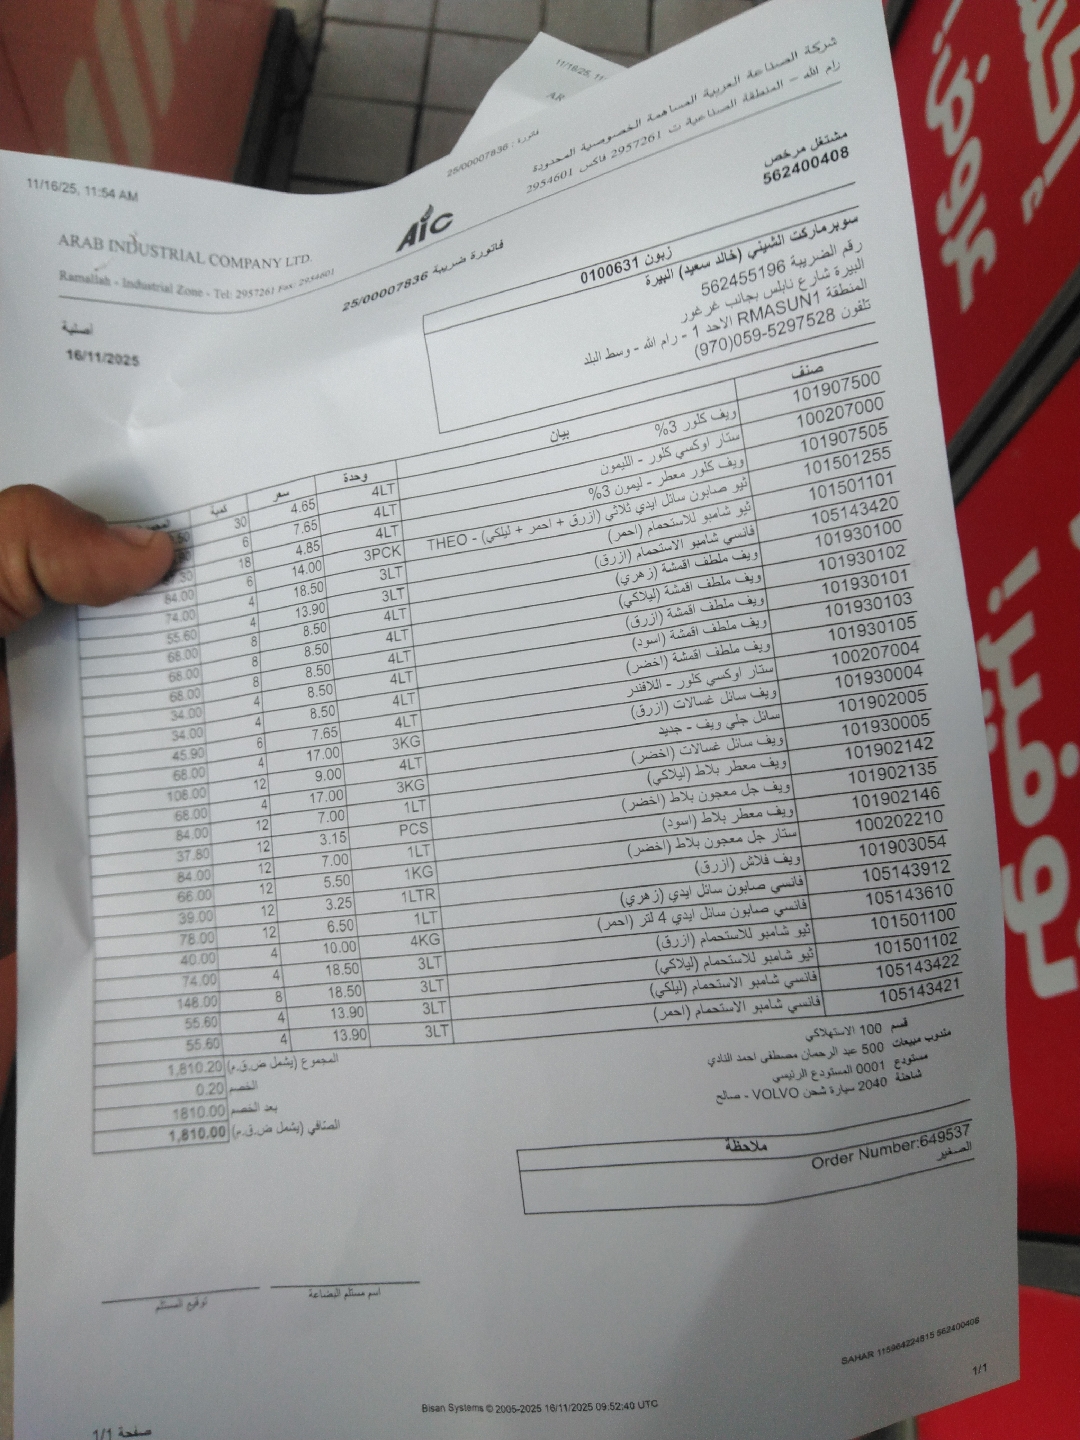 11/16/25, 11:54 AM
فاتورة : 25/00007836
شركة الصناعة العربية المساهمة الخصوصية المحدودة
رام الله – المنطقة الصناعية ت 2957261 فاكس 2954601
ARAB INDUSTRIAL COMPANY LTD.
Ramallah - Industrial Zone - Tel: 2957261 Fax: 2954601
AIC
مشتغل مرخص
562400408
فاتورة ضريبية 25/00007836
أصلية
16/11/2025
زبون 0100631
سوبرماركت الشيني (خالد سعيد) البيرة
رقم الضريبة 562455196
البيرة شارع نابلس بجانب غرغور
المنطقة RMASUN1 الاحد 1 - رام الله - وسط البلد
تلفون 059-5297528(970)
صنف بيان وحدة سعر كمية
101907500 ويف كلور 3% 4LT 4.65 30
100207000 ستار اوكسي كلور - الليمون 4LT 7.65 6
101907505 ويف كلور معطر - ليمون 3% 4LT 4.85 18
101501255 ثيو صابون سائل ايدي ثلاثي (ازرق + احمر + ليلكي) - THEO 3PCK 14.00 6 84.00
101501101 ثيو شامبو للاستحمام (احمر) 3LT 18.50 4 74.00
105143420 فانسي شامبو الاستحمام (ازرق) 3LT 13.90 4 55.60
101930100 ويف ملطف اقمشة (زهري) 4LT 8.50 8 68.00
101930102 ويف ملطف اقمشة (ليلاكي) 4LT 8.50 8 68.00
101930101 ويف ملطف اقمشة (ازرق) 4LT 8.50 8 68.00
101930103 ويف ملطف اقمشة (اسود) 4LT 8.50 4 34.00
101930105 ويف ملطف اقمشة (اخضر) 4LT 8.50 4 34.00
100207004 ستار اوكسي كلور - اللافندر 4LT 7.65 6 45.90
101930004 ويف سائل غسالات (ازرق) 3KG 17.00 4 68.00
101902005 سائل جلي ويف - جديد 4LT 9.00 12 108.00
101930005 ويف سائل غسالات (اخضر) 3KG 17.00 4 68.00
101902142 ويف معطر بلاط (ليلاكي) 1LT 7.00 12 84.00
101902135 ويف جل معجون بلاط (اخضر) PCS 3.15 12 37.80
101902146 ويف معطر بلاط (اسود) 1LT 7.00 12 84.00
100202210 ستار جل معجون بلاط (اخضر) 1KG 5.50 12 66.00
101903054 ويف فلاش (ازرق) 1LTR 3.25 12 39.00
105143912 فانسي صابون سائل ايدي (زهري) 1LT 6.50 12 78.00
105143610 فانسي صابون سائل ايدي 4 لتر (احمر) 4KG 10.00 4 40.00
101501100 ثيو شامبو للاستحمام (ازرق) 3LT 18.50 4 74.00
101501102 ثيو شامبو للاستحمام (ليلاكي) 3LT 18.50 8 148.00
105143422 فانسي شامبو الاستحمام (ليلكي) 3LT 13.90 4 55.60
105143421 فانسي شامبو الاستحمام (احمر) 3LT 13.90 4 55.60
المجموع (يشمل ض.ق.م) 1,810.20
الخصم 0.20
بعد الخصم 1810.00
الصافي (يشمل ض.ق.م) 1,810.00
قسم 100 الاستهلاكي
مندوب مبيعات 500 عبد الرحمان مصطفى احمد النادي
مستودع 0001 المستودع الرئيسي
شاحنة 2040 سيارة شحن VOLVO - صالح
ملاحظة
Order Number:649537
الصغير
اسم مستلم البضاعة
توقيع المستلم
SAHAR 115964224815 562400408
1/1
Bisan Systems © 2005-2025 16/11/2025 09:52:40 UTC
صفحة 1/1